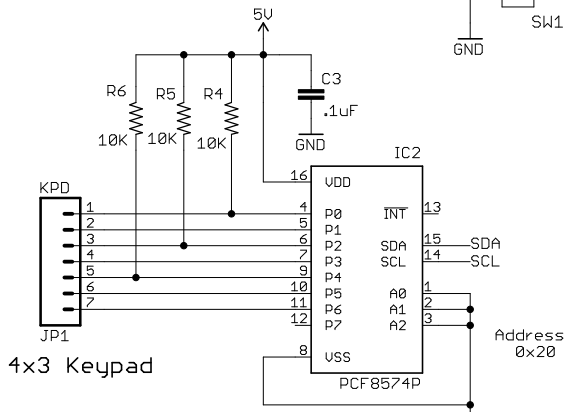 5V
SW1
GND
R6
R5
R4
C3
10K
10K
10K
.1uF
GND
IC2
KPD
16
VDD
1
4
P0
INT
13
2
5
P1
3
6
P2
SDA
15
SDA
4
7
P3
SCL
14
SCL
5
9
P4
6
10
P5
A0
1
7
11
P6
A1
2
12
P7
A2
3
JP1
8
VSS
Address
0x20
4x3 Keypad
PCF8574P